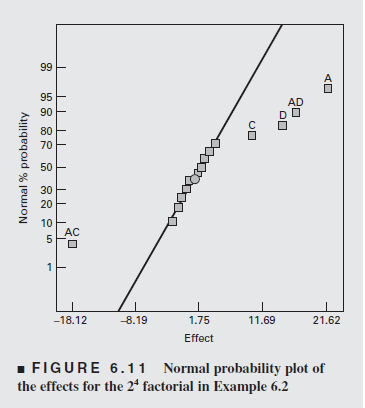 99
95
90
80
70
50
30
20
10
5
1
Normal % probability
A
AD
D
C
AC
–18.12 –8.19 1.75 11.69 21.62
Effect
■ FIGURE 6.11 Normal probability plot of
the effects for the 2⁴ factorial in Example 6.2